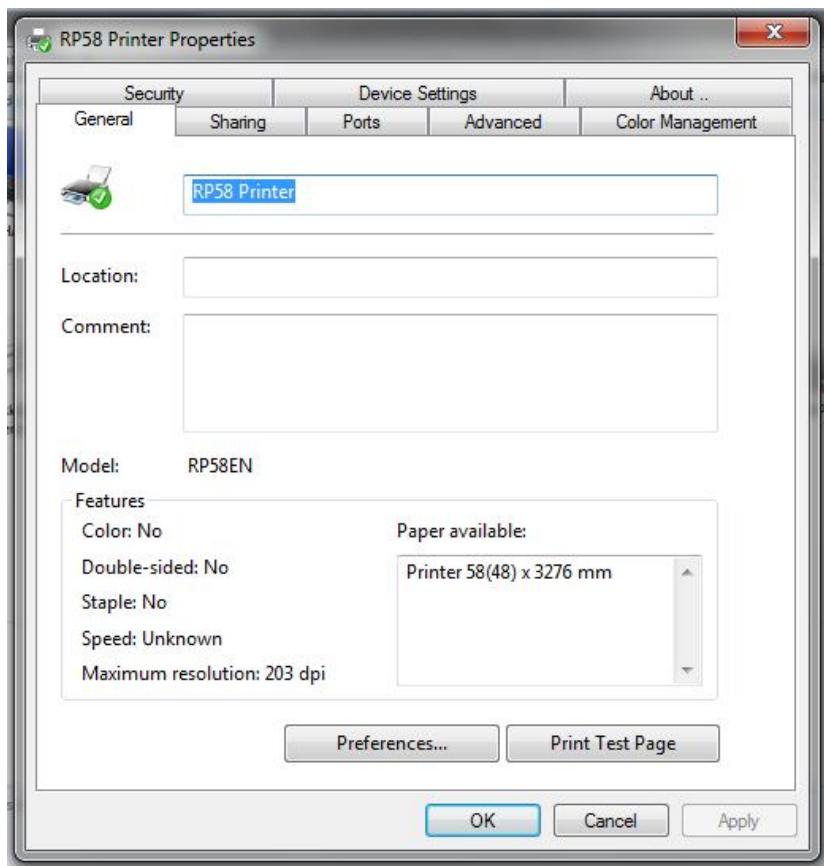 RP58 Printer Properties
X
Security Device Settings About ..
General Sharing Ports Advanced Color Management
RP58 Printer
Location:
Comment:
Model: RP58EN
Features
Color: No Paper available:
Double-sided: No Printer 58(48) x 3276 mm
Staple: No
Speed: Unknown
Maximum resolution: 203 dpi
Preferences... Print Test Page
OK Cancel Apply